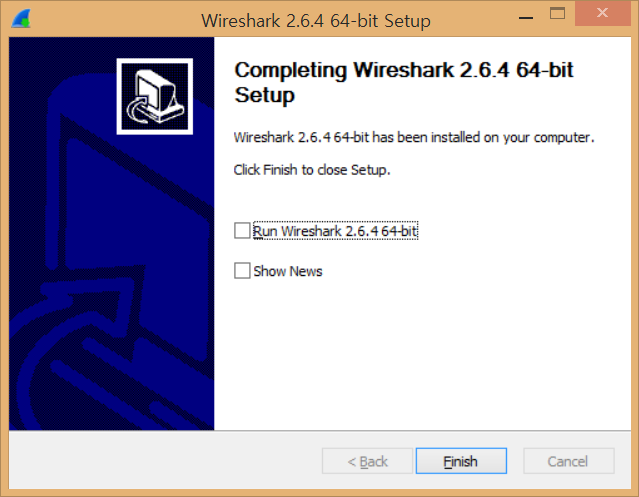 Wireshark 2.6.4 64-bit Setup
Completing Wireshark 2.6.4 64-bit
Setup
Wireshark 2.6.4 64-bit has been installed on your computer.
Click Finish to close Setup.
Run Wireshark 2.6.4 64-bit
Show News
< Back
Finish
Cancel